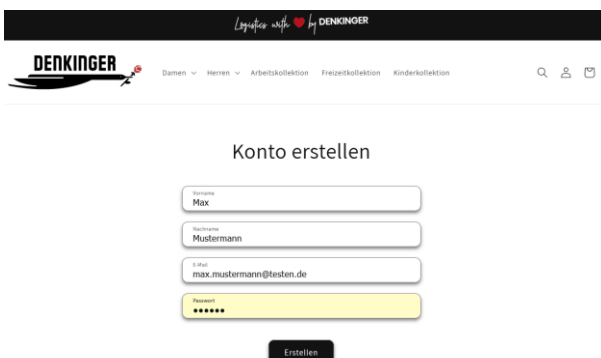 Logistics with by DENKINGER
DENKINGER
Damen Herren Arbeitskollektion Freizeitkollektion Kinderkollektion
Konto erstellen
Vorname
Max
Nachname
Mustermann
E-Mail
max.mustermann@testen.de
Passwort
••••••
Erstellen